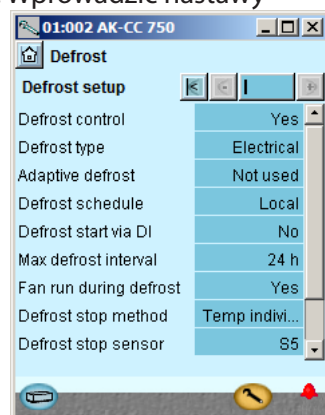 Wprowadzić nastawy
01:002 AK-CC 750
Defrost
Defrost setup
Defrost control Yes
Defrost type Electrical
Adaptive defrost Not used
Defrost schedule Local
Defrost start via DI No
Max defrost interval 24 h
Fan run during defrost Yes
Defrost stop method Temp indivi...
Defrost stop sensor S5